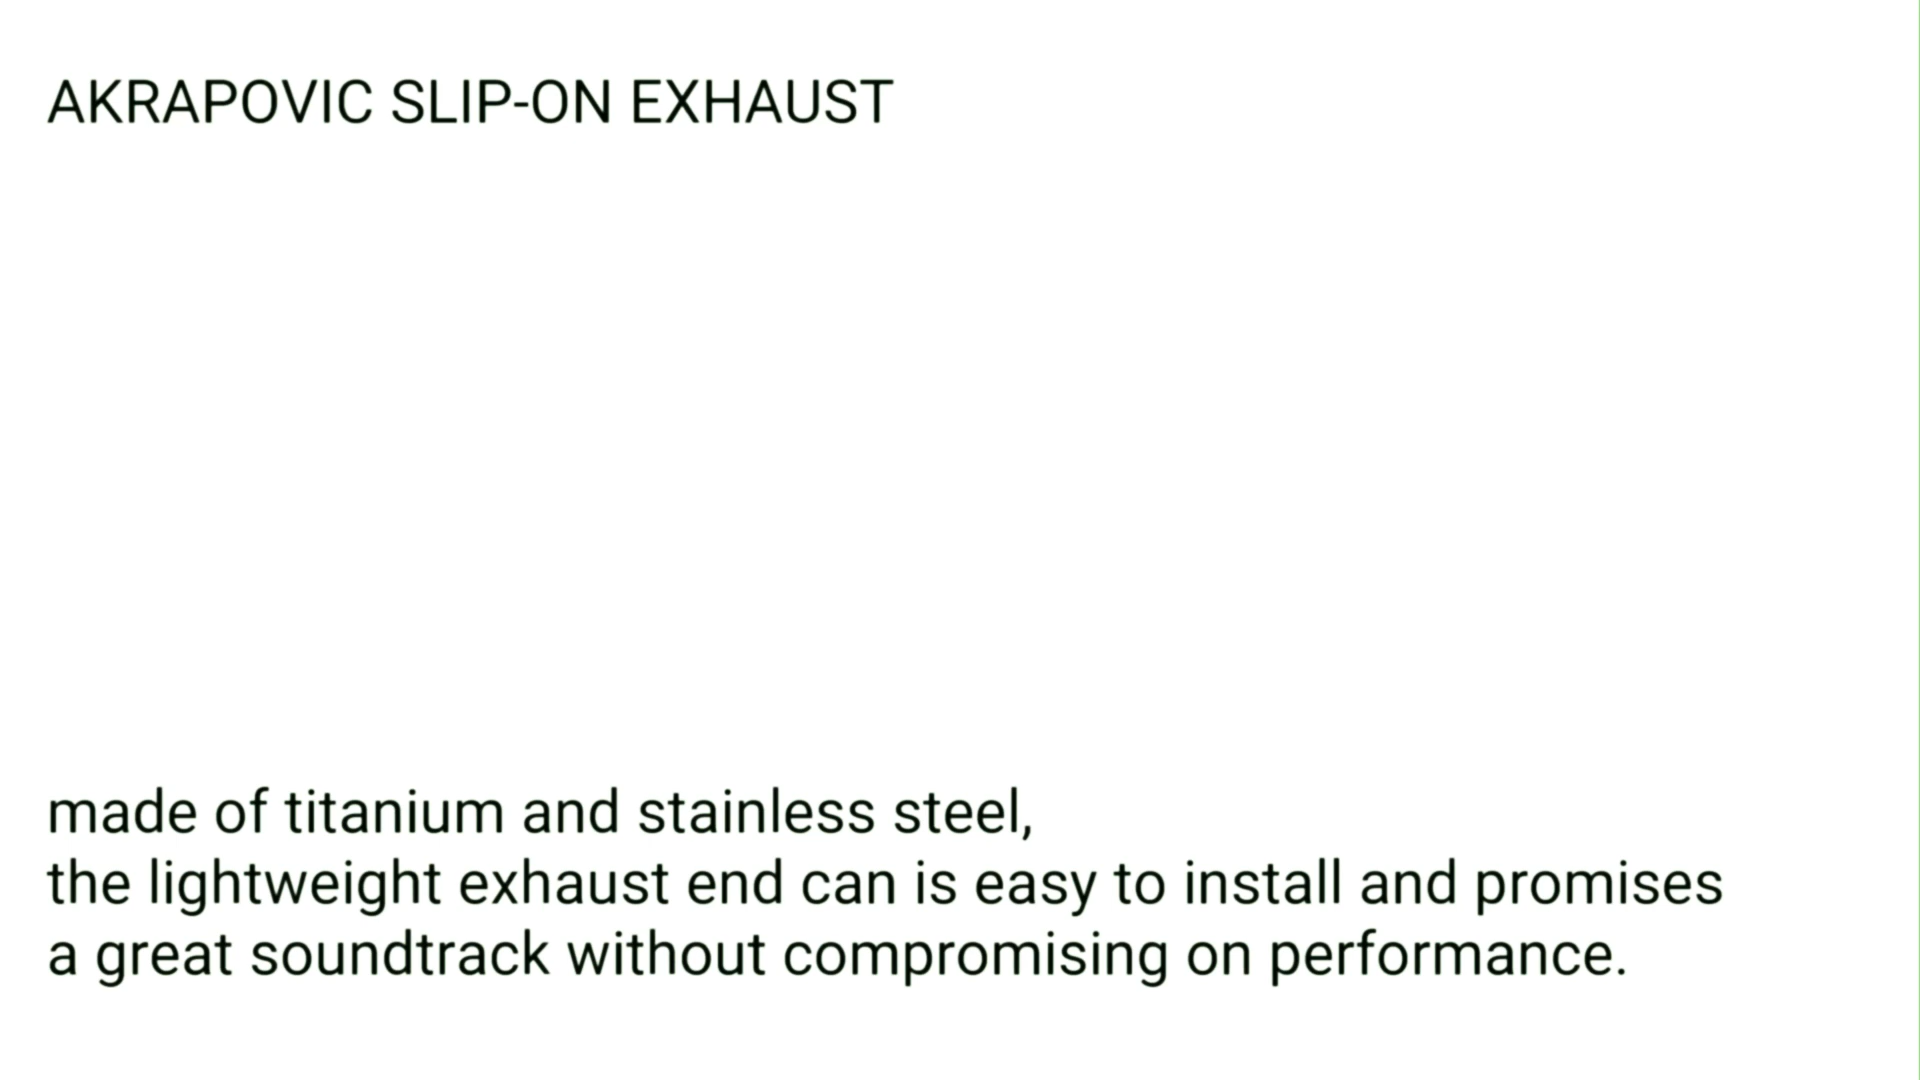 AKRAPOVIC SLIP-ON EXHAUST
made of titanium and stainless steel,
the lightweight exhaust end can is easy to install and promises
a great soundtrack without compromising on performance.